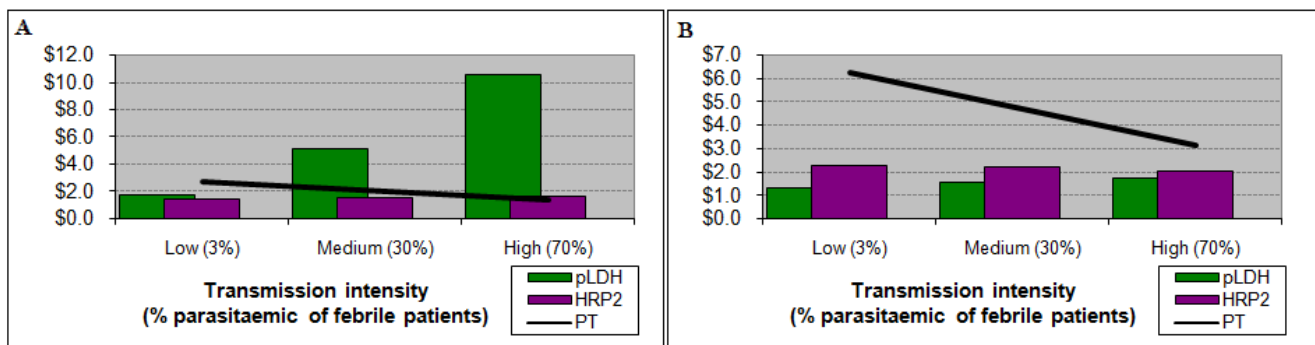 A
$12.0
$10.0
$8.0
$6.0
$4.0
$2.0
$0.0
Low (3%) Medium (30%) High (70%)
Transmission intensity
(% parasitaemic of febrile patients)
pLDH
HRP2
PT
B
$7.0
$6.0
$5.0
$4.0
$3.0
$2.0
$1.0
$0.0
Low (3%) Medium (30%) High (70%)
Transmission intensity
(% parasitaemic of febrile patients)
pLDH
HRP2
PT